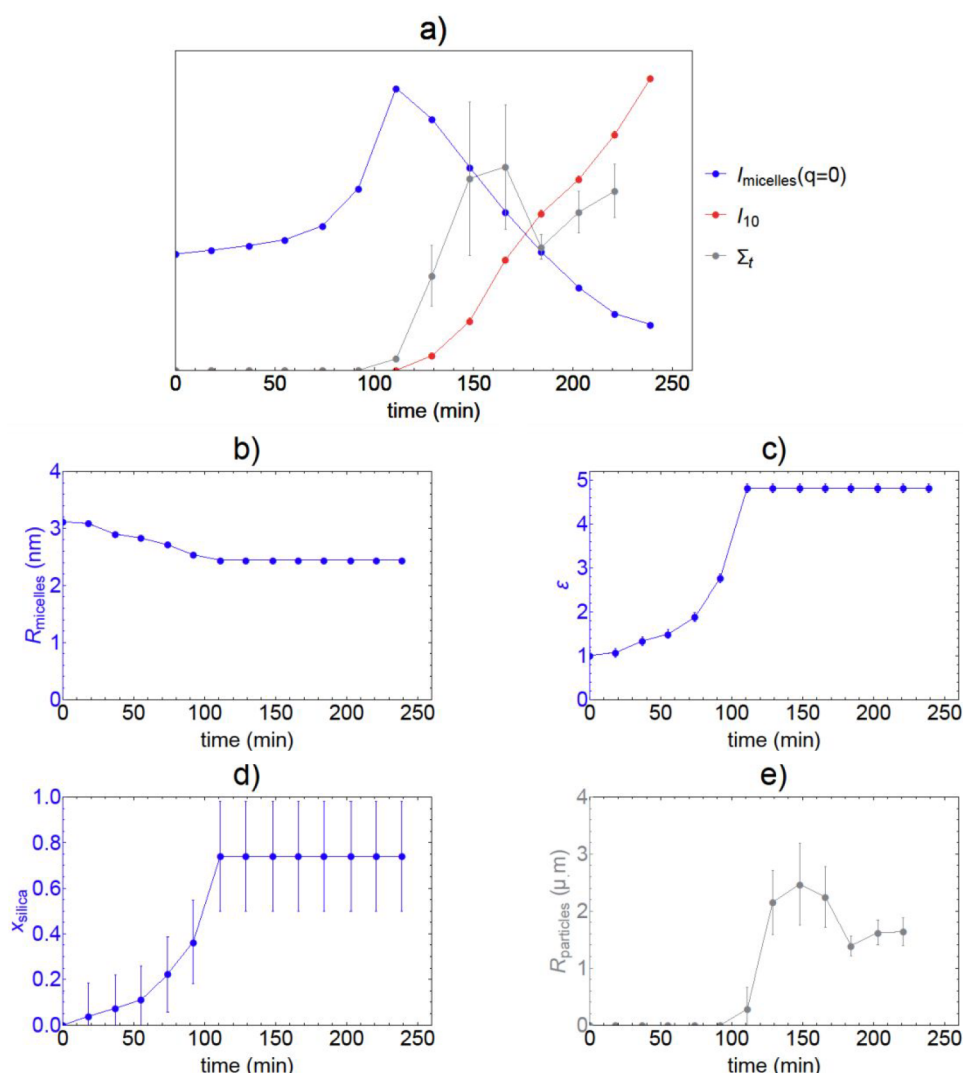 a)
I_micelles(q=0)
I_10
Σ_t
0 50 100 150 200 250
time (min)
b)
4
3
2
1
0
R_micelles (nm)
0 50 100 150 200 250
time (min)
c)
5
4
3
2
1
0
ε
0 50 100 150 200 250
time (min)
d)
1.0
0.8
0.6
0.4
0.2
0.0
x_silica
0 50 100 150 200 250
time (min)
e)
4
3
2
1
0
R_particles (μ.m)
0 50 100 150 200 250
time (min)